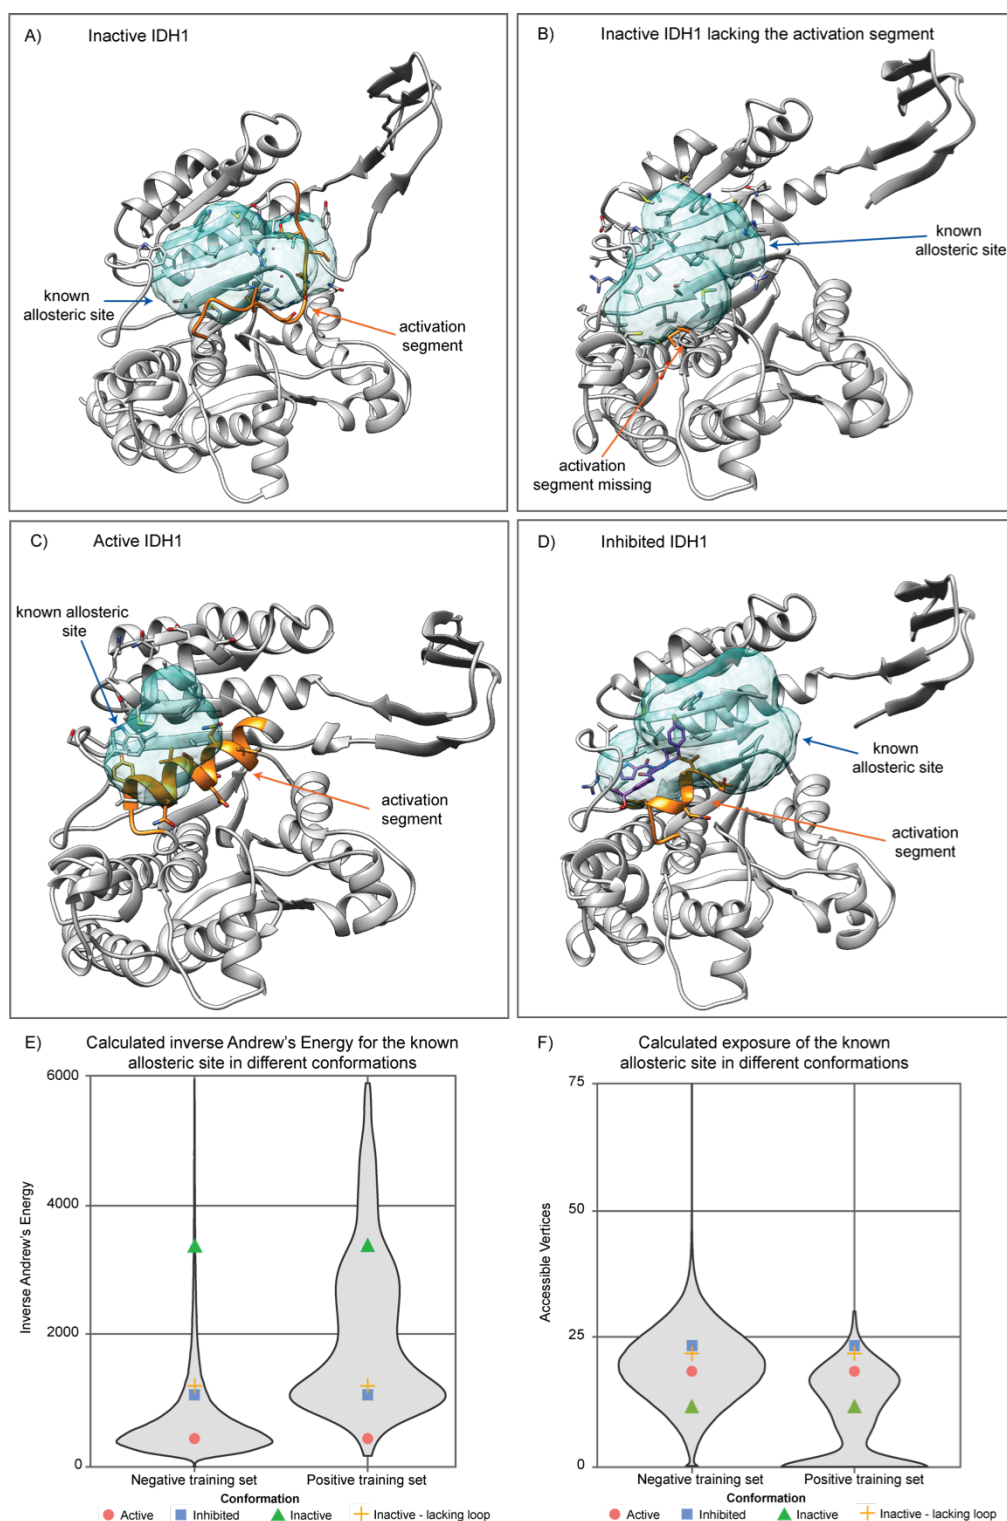 A) Inactive IDH1
known
allosteric site
activation
segment
B) Inactive IDH1 lacking the activation segment
known
allosteric site
activation
segment missing
C) Active IDH1
known allosteric
site
activation
segment
D) Inhibited IDH1
known
allosteric site
activation
segment
E) Calculated inverse Andrew's Energy for the known
allosteric site in different conformations
6000
4000
2000
0
Inverse Andrew's Energy
Negative training set Positive training set
Conformation
Active Inhibited Inactive Inactive - lacking loop
F) Calculated exposure of the known
allosteric site in different conformations
75
50
25
0
Accessible Vertices
Negative training set Positive training set
Conformation
Active Inhibited Inactive Inactive - lacking loop